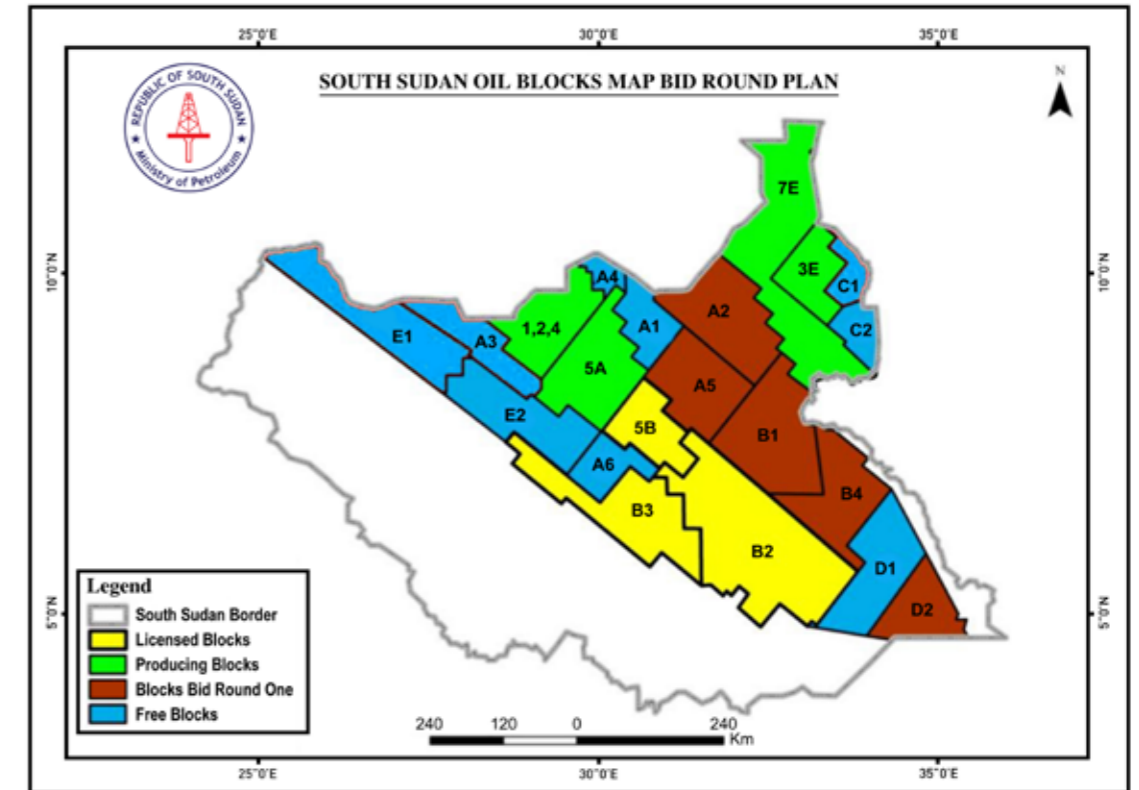 25°0'E 30°0'E 35°0'E
SOUTH SUDAN OIL BLOCKS MAP BID ROUND PLAN
N
REPUBLIC OF SOUTH SUDAN
Ministry of Petroleum
7E
3E
C1
C2
10°0'N
10°0'N
A4
A2
A1
1,2,4
E1
A3
5A
A5
E2
5B
B1
A6
B4
B3
B2
D1
D2
5°0'N
5°0'N
Legend
South Sudan Border
Licensed Blocks
Producing Blocks
Blocks Bid Round One
Free Blocks
240 120 0 240
Km
25°0'E 30°0'E 35°0'E